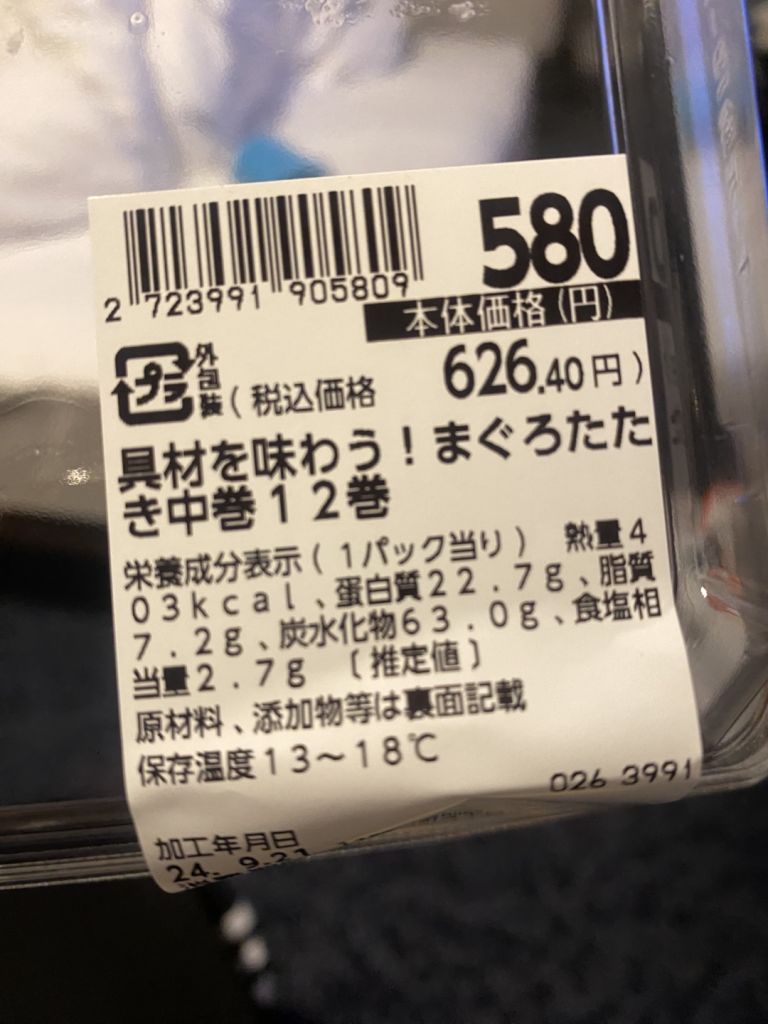 580
2 723991 905809
本体価格(円)
プラ
外包装
(税込価格 626.40円)
具材を味わう!まぐろたた
き中巻12巻
栄養成分表示(1パック当り) 熱量4
03kcal、蛋白質22.7g、脂質
7.2g、炭水化物63.0g、食塩相
当量2.7g [推定値]
原材料、添加物等は裏面記載
保存温度13~18℃
026 3991
加工年月日
24. 9.21